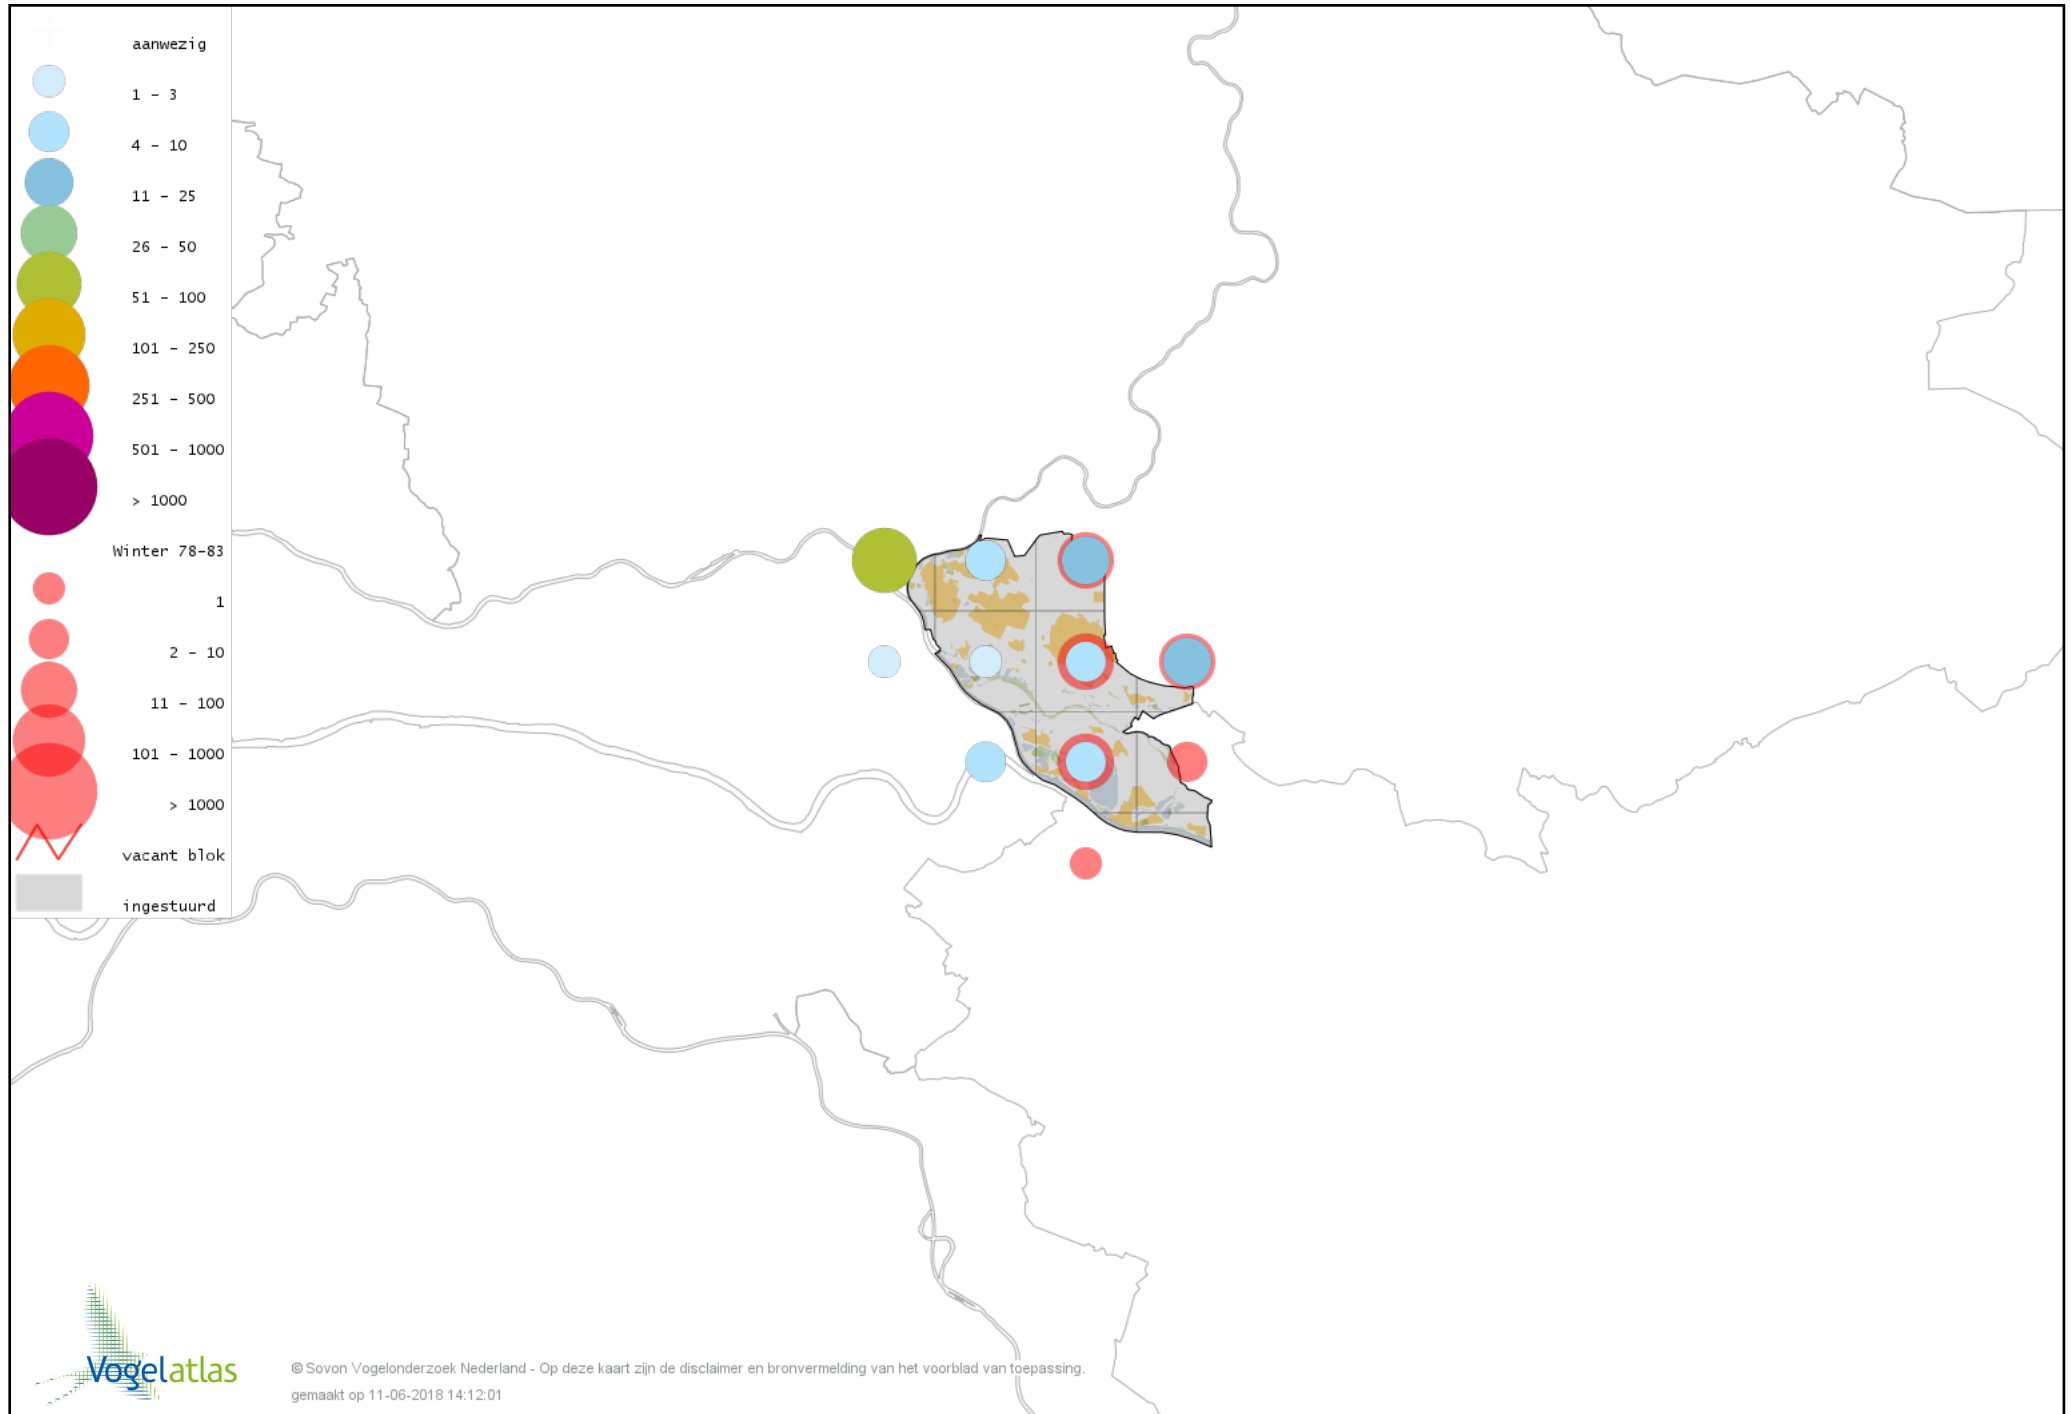 aanwezig
1 - 3
4 - 10
11 - 25
26 - 50
51 - 100
101 - 250
251 - 500
501 - 1000
> 1000
Winter 78-83
1
2 - 10
11 - 100
101 - 1000
> 1000
vacant blok
ingestuurd
Vogelatlas
© Sovon Vogelonderzoek Nederland - Op deze kaart zijn de disclaimer en bronvermelding van het voorblad van toepassing.
gemaakt op 11-06-2018 14:12:01